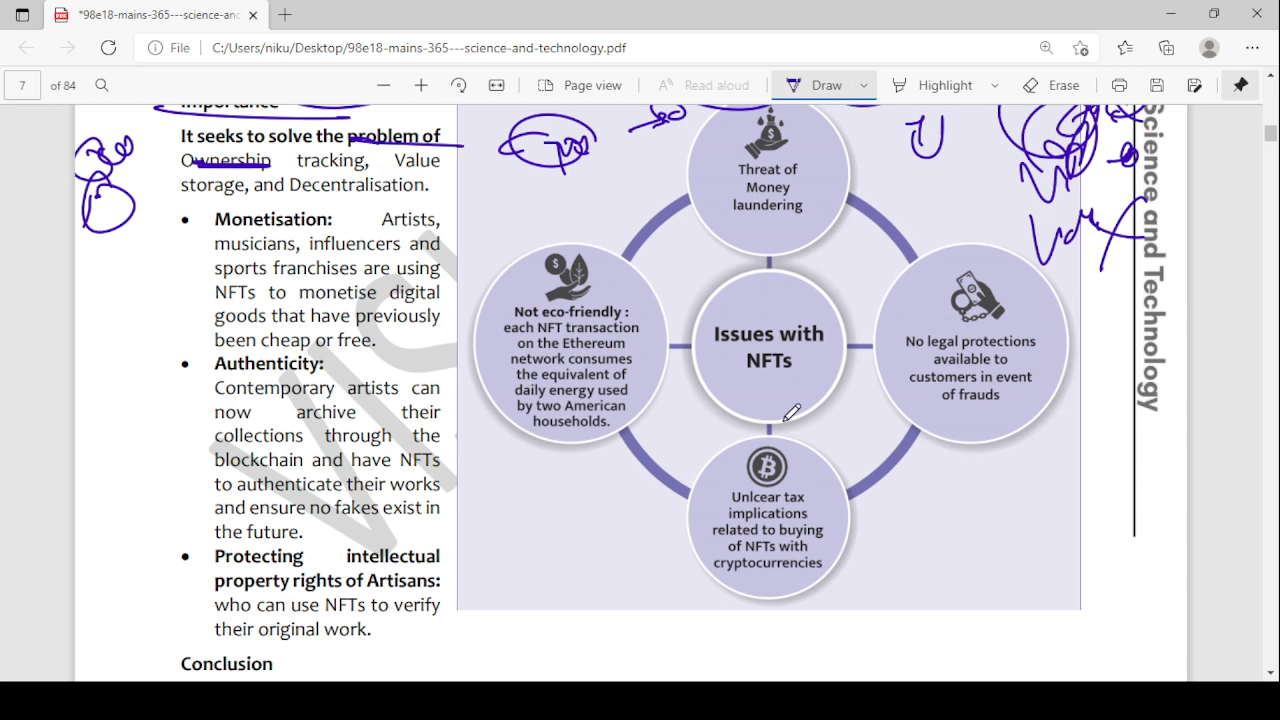 *98e18-mains-365---science-and
File
C:/Users/niku/Desktop/98e18-mains-365---science-and-technology.pdf
7
of 84
Page view
Read aloud
Draw
Highlight
Erase
Importance
It seeks to solve the problem of
Ownership tracking, Value
storage, and Decentralisation.
• Monetisation: Artists,
musicians, influencers and
sports franchises are using
NFTs to monetise digital
goods that have previously
been cheap or free.
• Authenticity:
Contemporary artists can
now archive their
collections through the
blockchain and have NFTs
to authenticate their works
and ensure no fakes exist in
the future.
• Protecting intellectual
property rights of Artisans:
who can use NFTs to verify
their original work.
Conclusion
Threat of
Money
laundering
Not eco-friendly :
each NFT transaction
on the Ethereum
network consumes
the equivalent of
daily energy used
by two American
households.
Issues with
NFTs
No legal protections
available to
customers in event
of frauds
Unlcear tax
implications
related to buying
of NFTs with
cryptocurrencies
Science and Technology